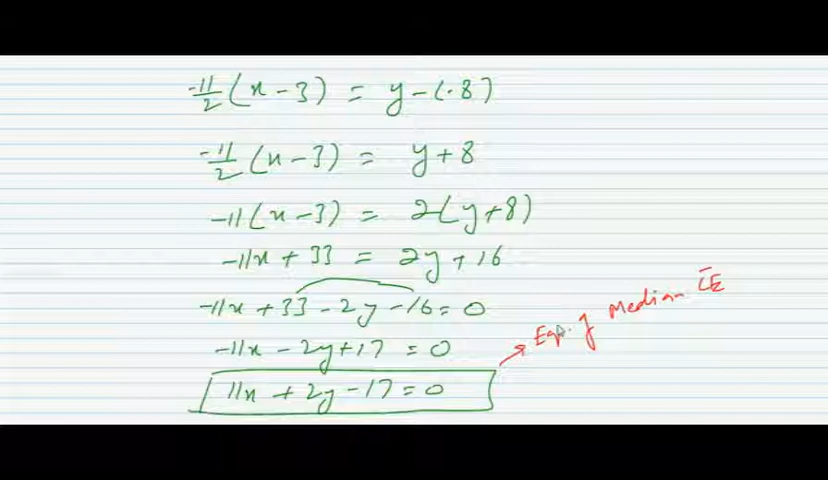 -11/2 (x - 3) = y - (-8)
-11/2 (x - 3) = y + 8
-11(x - 3) = 2(y + 8)
-11x + 33 = 2y + 16
-11x + 33 - 2y - 16 = 0
-11x - 2y + 17 = 0
11x + 2y - 17 = 0
Eqn. of Median CE